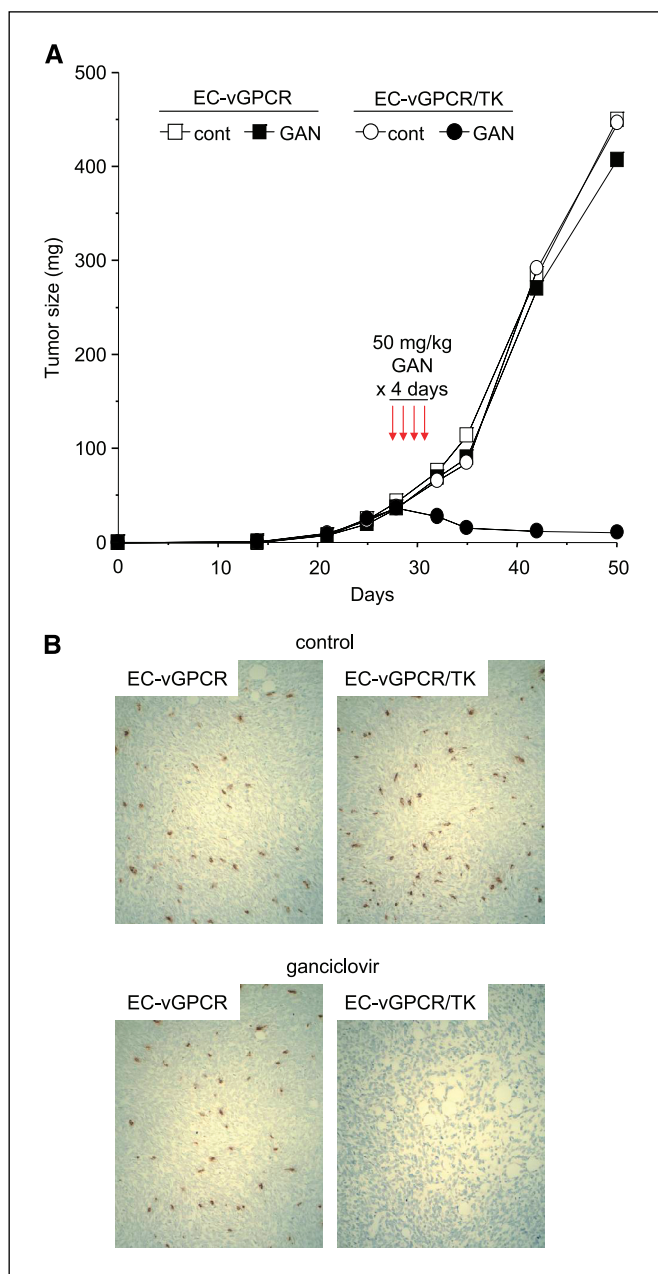 A
500
400
300
200
100
0
Tumor size (mg)
EC-vGPCR EC-vGPCR/TK
cont GAN cont GAN
50 mg/kg
GAN
x 4 days
0 10 20 30 40 50
Days
B
control
EC-vGPCR EC-vGPCR/TK
ganciclovir
EC-vGPCR EC-vGPCR/TK